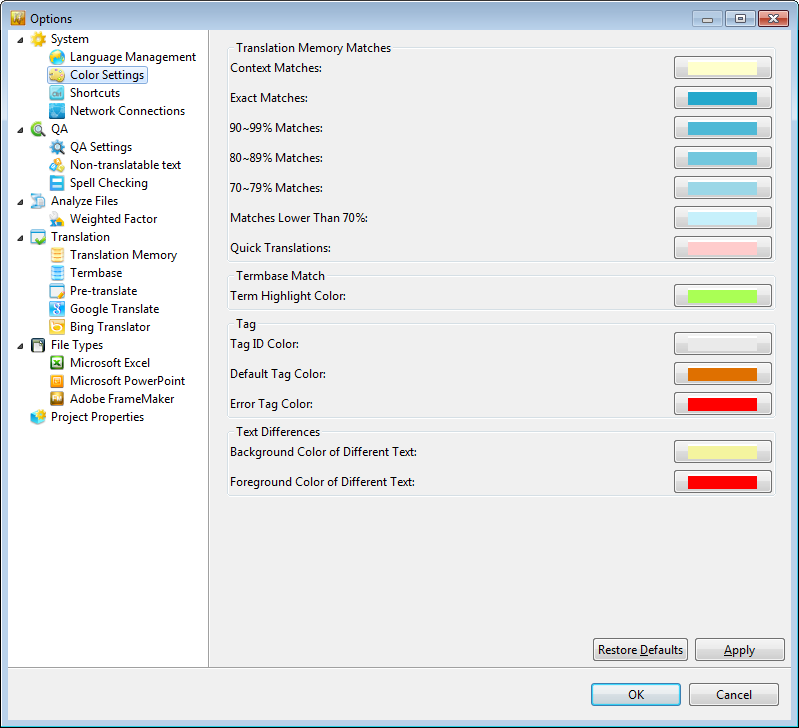 Options
System
Language Management
Color Settings
Shortcuts
Network Connections
QA
QA Settings
Non-translatable text
Spell Checking
Analyze Files
Weighted Factor
Translation
Translation Memory
Termbase
Pre-translate
Google Translate
Bing Translator
File Types
Microsoft Excel
Microsoft PowerPoint
Adobe FrameMaker
Project Properties
Translation Memory Matches
Context Matches:
Exact Matches:
90~99% Matches:
80~89% Matches:
70~79% Matches:
Matches Lower Than 70%:
Quick Translations:
Termbase Match
Term Highlight Color:
Tag
Tag ID Color:
Default Tag Color:
Error Tag Color:
Text Differences
Background Color of Different Text:
Foreground Color of Different Text:
Restore Defaults Apply
OK Cancel